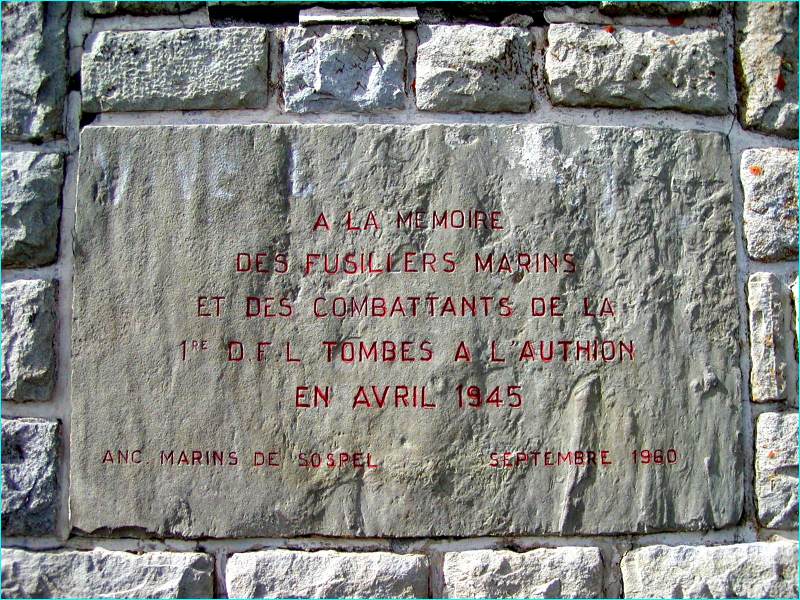 A LA MEMOIRE
DES FUSILLERS MARINS
ET DES COMBATTANTS DE LA
1RE D.F.L TOMBES A L'AUTHION
EN AVRIL 1945
ANC. MARINS DE SOSPEL SEPTEMBRE 1960